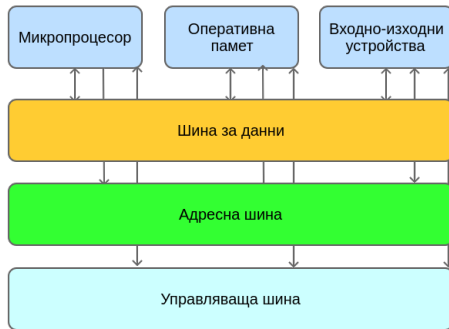 Микропроцесор
Оперативна
памет
Входно-изходни
устройства
Шина за данни
Адресна шина
Управляваща шина